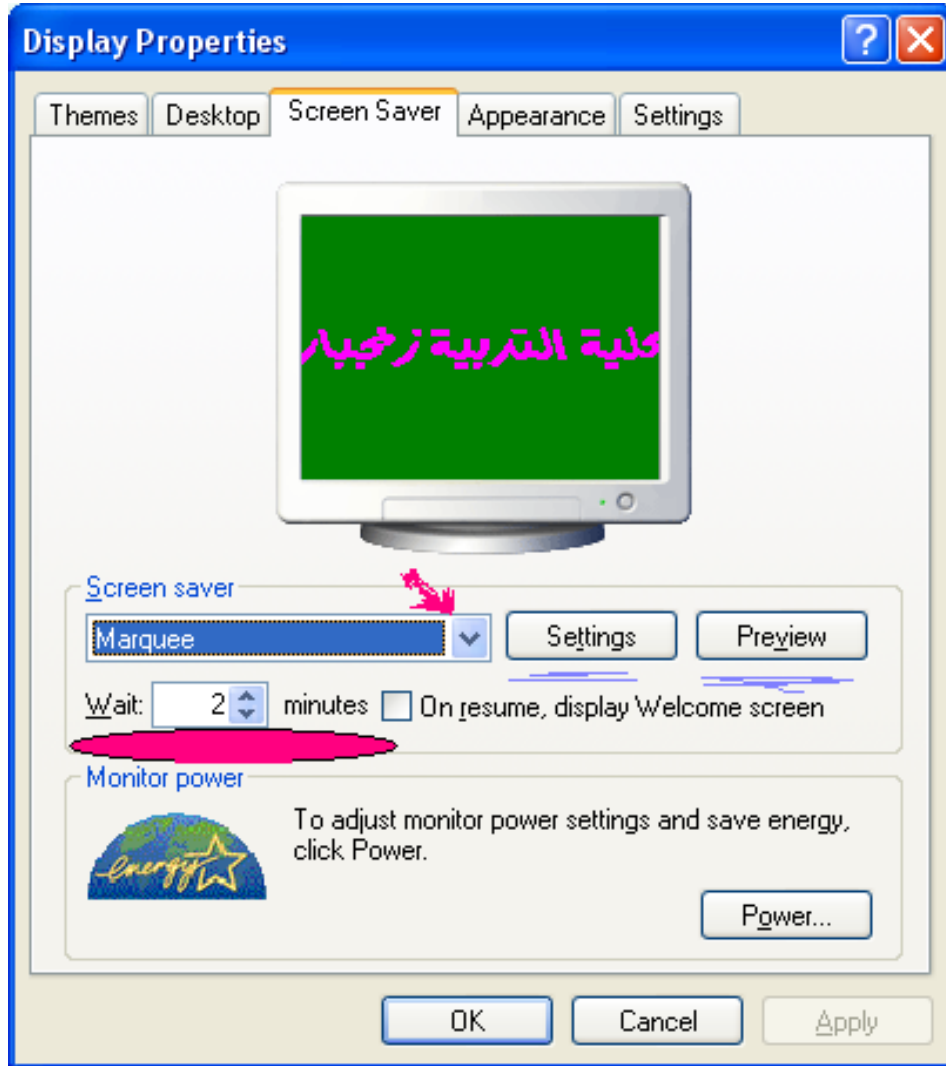 Display Properties
Themes Desktop Screen Saver Appearance Settings
كلية التربية زنجبار
Screen saver
Marquee Settings Preview
Wait: 2 minutes On resume, display Welcome screen
Monitor power
energy
To adjust monitor power settings and save energy,
click Power.
Power...
OK Cancel Apply